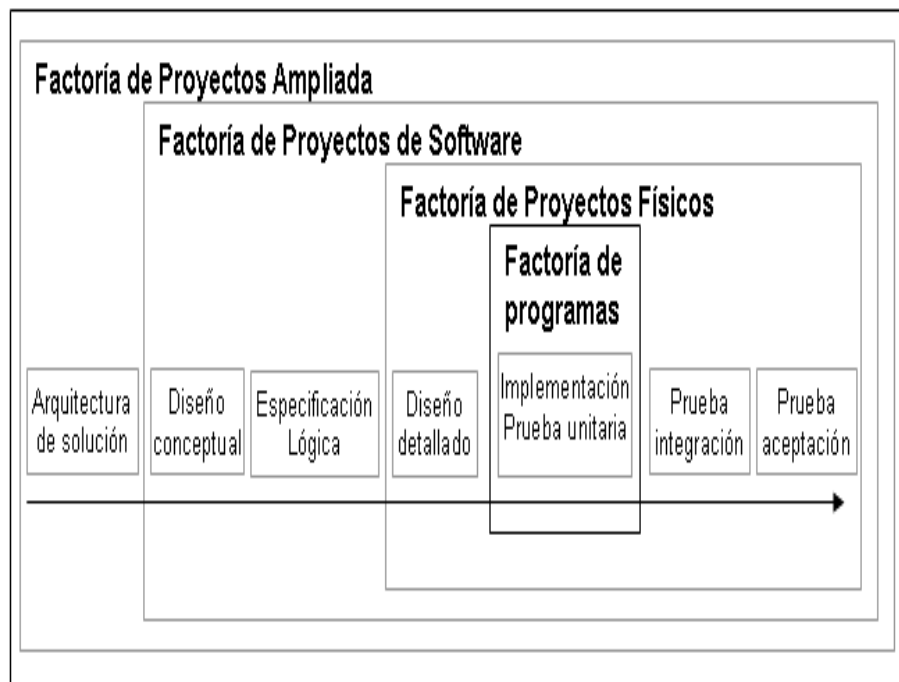 Factoría de Proyectos Ampliada
Factoría de Proyectos de Software
Factoría de Proyectos Físicos
Factoría de
programas
Arquitectura
de solución
Diseño
conceptual
Especificación
Lógica
Diseño
detallado
Implementación
Prueba unitaria
Prueba
integración
Prueba
aceptación